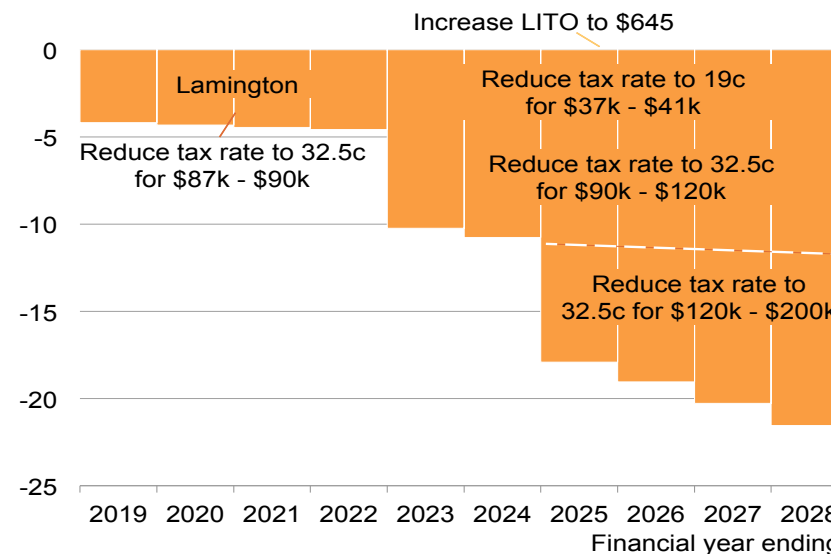 Increase LITO to $645
0
Lamington
Reduce tax rate to 19c
for $37k - $41k
-5
Reduce tax rate to 32.5c
for $87k - $90k
Reduce tax rate to 32.5c
for $90k - $120k
-10
Reduce tax rate to
32.5c for $120k - $200k
-15
-20
-25
2019 2020 2021 2022 2023 2024 2025 2026 2027 2028
Financial year ending